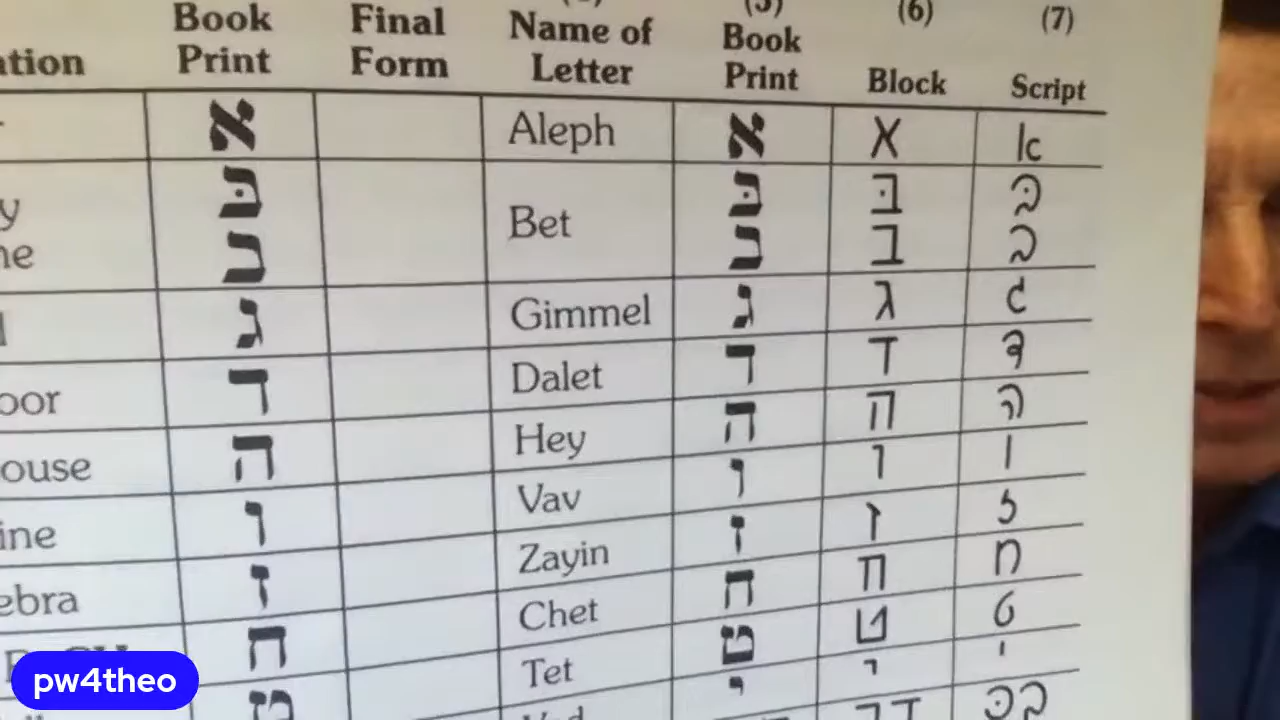 (6) (7)
ation Book Print Final Form Name of Letter Book Print Block Script
א Aleph א א א
y בּ Bet בּ בּ בּ
ne ב ב ב ב
ג Gimmel ג ג ג
oor ד Dalet ד ד ד
ouse ה Hey ה ה ה
ine ו Vav ו ו ו
ebra ז Zayin ז ז ז
ח Chet ח ח ח
ט Tet ט ט ט
י י י
pw4theo